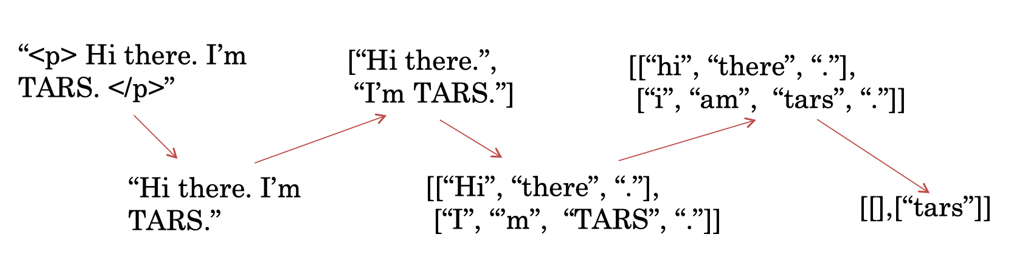 “<p> Hi there. I’m
TARS. </p>”
“Hi there. I’m
TARS.”
[“Hi there.”,
“I’m TARS.”]
[[“Hi”, “there”, “.”],
[“I”, “’m”,  “TARS”, “.”]]
[[“hi”, “there”, “.”],
[“i”, “am”,  “tars”, “.”]]
[[],[“tars”]]